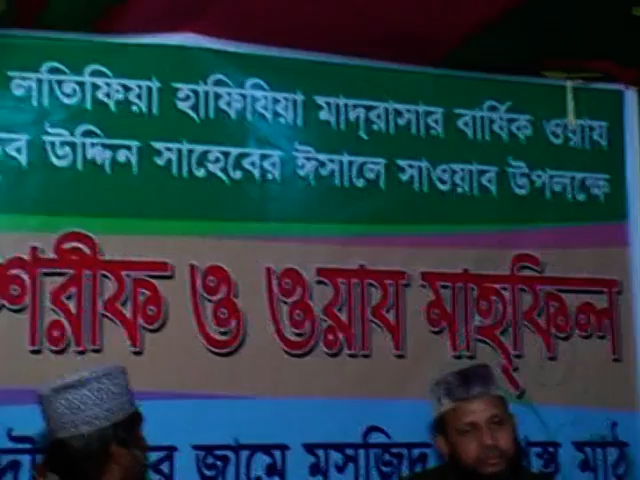 লতিফিয়া হাফিযিয়া মাদ্‌রাসার বার্ষিক ওয়ায
উদ্দিন সাহেবের ঈসালে সাওয়াব উপলক্ষে
শরীফ ও ওয়ায মাহ্‌ফিল
জামে মসজিদ মাঠ